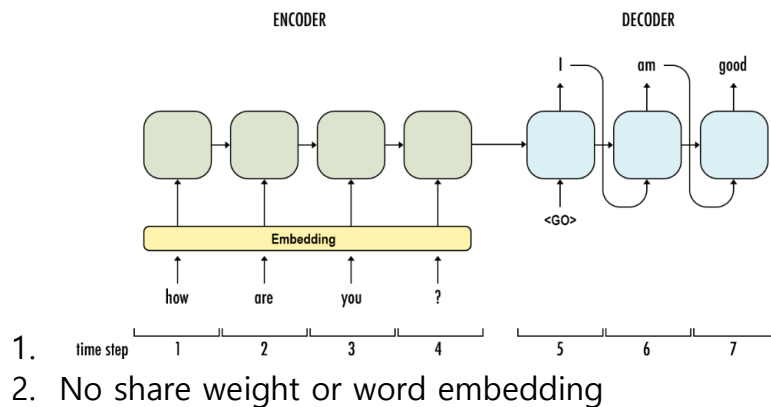 ENCODER DECODER
I am good
<GO>
Embedding
how are you ?
1. time step 1 2 3 4 5 6 7
2. No share weight or word embedding